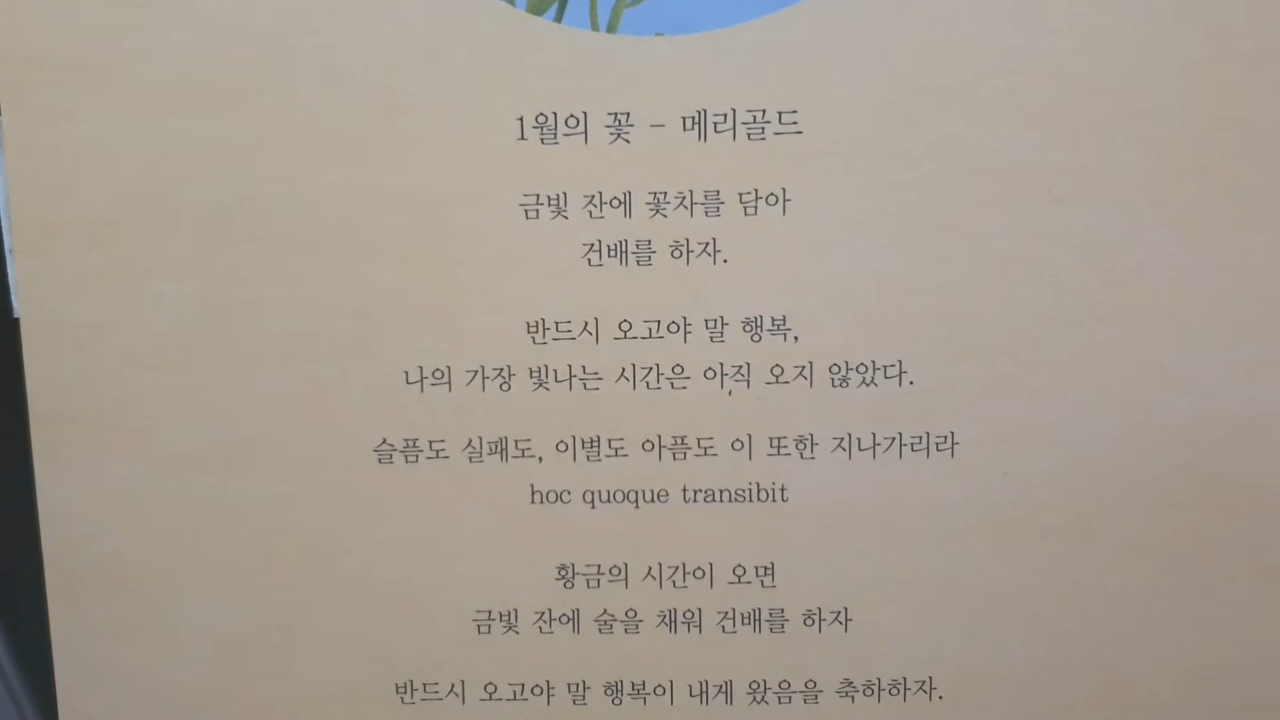 1월의 꽃 - 메리골드
금빛 잔에 꽃차를 담아
건배를 하자.
반드시 오고야 말 행복,
나의 가장 빛나는 시간은 아직 오지 않았다.
슬픔도 실패도, 이별도 아픔도 이 또한 지나가리라
hoc quoque transibit
황금의 시간이 오면
금빛 잔에 술을 채워 건배를 하자
반드시 오고야 말 행복이 내게 왔음을 축하하자.